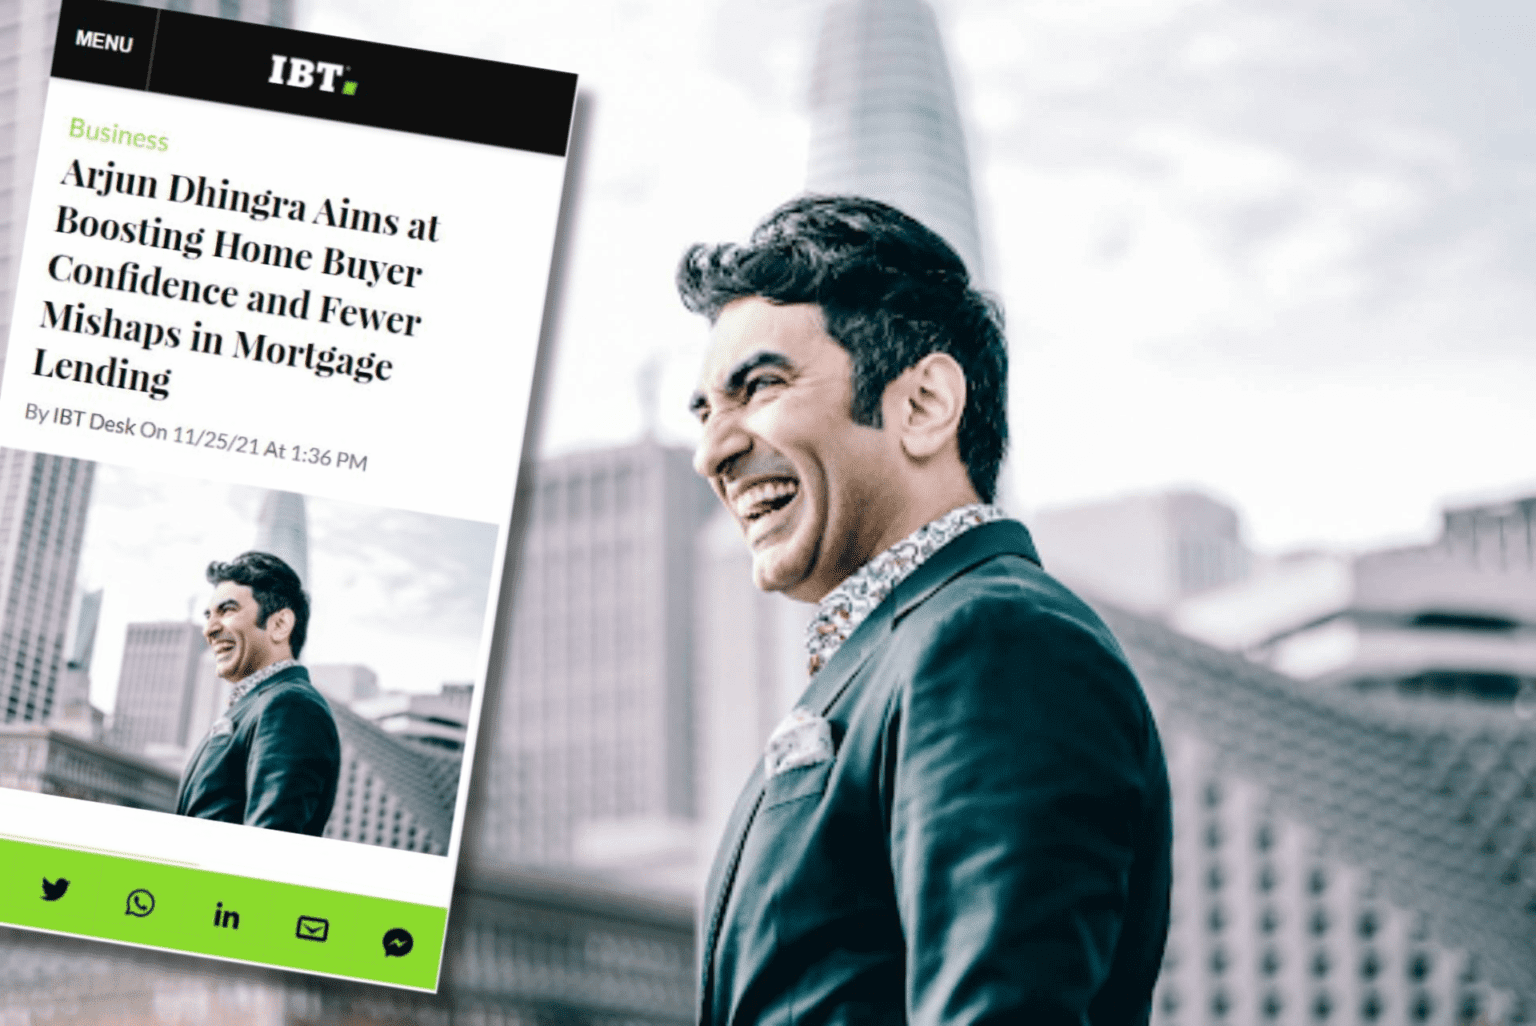 MENU
IBT
Business
Arjun Dhingra Aims at
Boosting Home Buyer
Confidence and Fewer
Mishaps in Mortgage
Lending
By IBT Desk On 11/25/21 At 1:36 PM
in